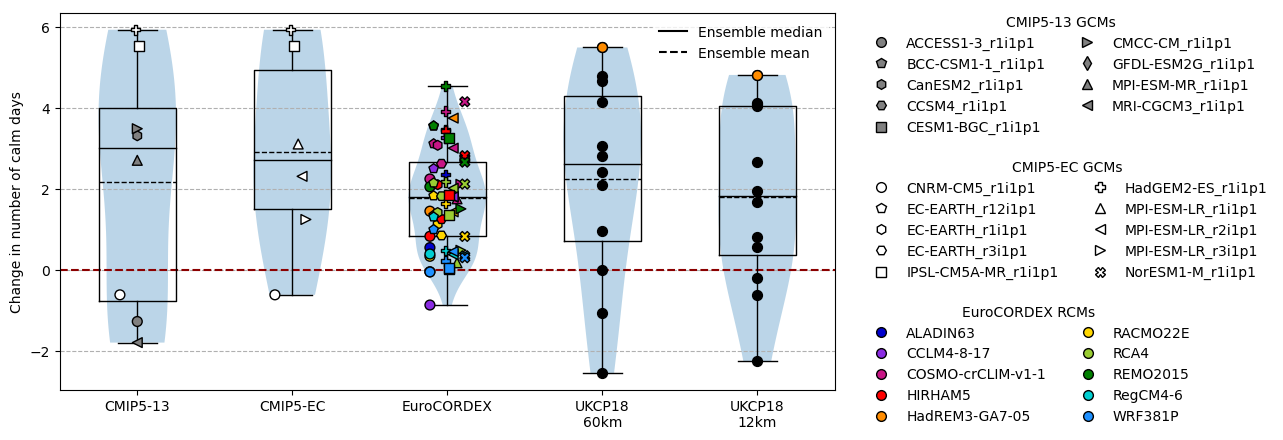 Change in number of calm days
6
4
2
0
−2
Ensemble median
Ensemble mean
CMIP5-13
CMIP5-EC
EuroCORDEX
UKCP18
60km
UKCP18
12km
CMIP5-13 GCMs
ACCESS1-3_r1i1p1
BCC-CSM1-1_r1i1p1
CanESM2_r1i1p1
CCSM4_r1i1p1
CESM1-BGC_r1i1p1
CMCC-CM_r1i1p1
GFDL-ESM2G_r1i1p1
MPI-ESM-MR_r1i1p1
MRI-CGCM3_r1i1p1
CMIP5-EC GCMs
CNRM-CM5_r1i1p1
EC-EARTH_r12i1p1
EC-EARTH_r1i1p1
EC-EARTH_r3i1p1
IPSL-CM5A-MR_r1i1p1
HadGEM2-ES_r1i1p1
MPI-ESM-LR_r1i1p1
MPI-ESM-LR_r2i1p1
MPI-ESM-LR_r3i1p1
NorESM1-M_r1i1p1
EuroCORDEX RCMs
ALADIN63
CCLM4-8-17
COSMO-crCLIM-v1-1
HIRHAM5
HadREM3-GA7-05
RACMO22E
RCA4
REMO2015
RegCM4-6
WRF381P